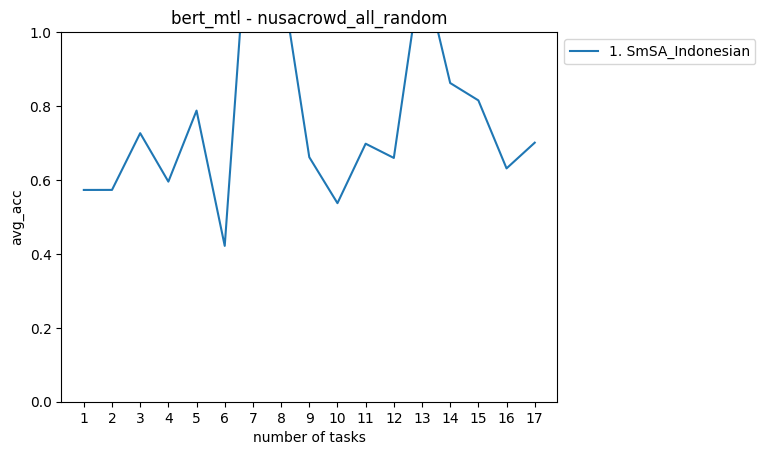 bert_mtl - nusacrowd_all_random
1. SmSA_Indonesian
avg_acc
1.0
0.8
0.6
0.4
0.2
0.0
1 2 3 4 5 6 7 8 9 10 11 12 13 14 15 16 17
number of tasks